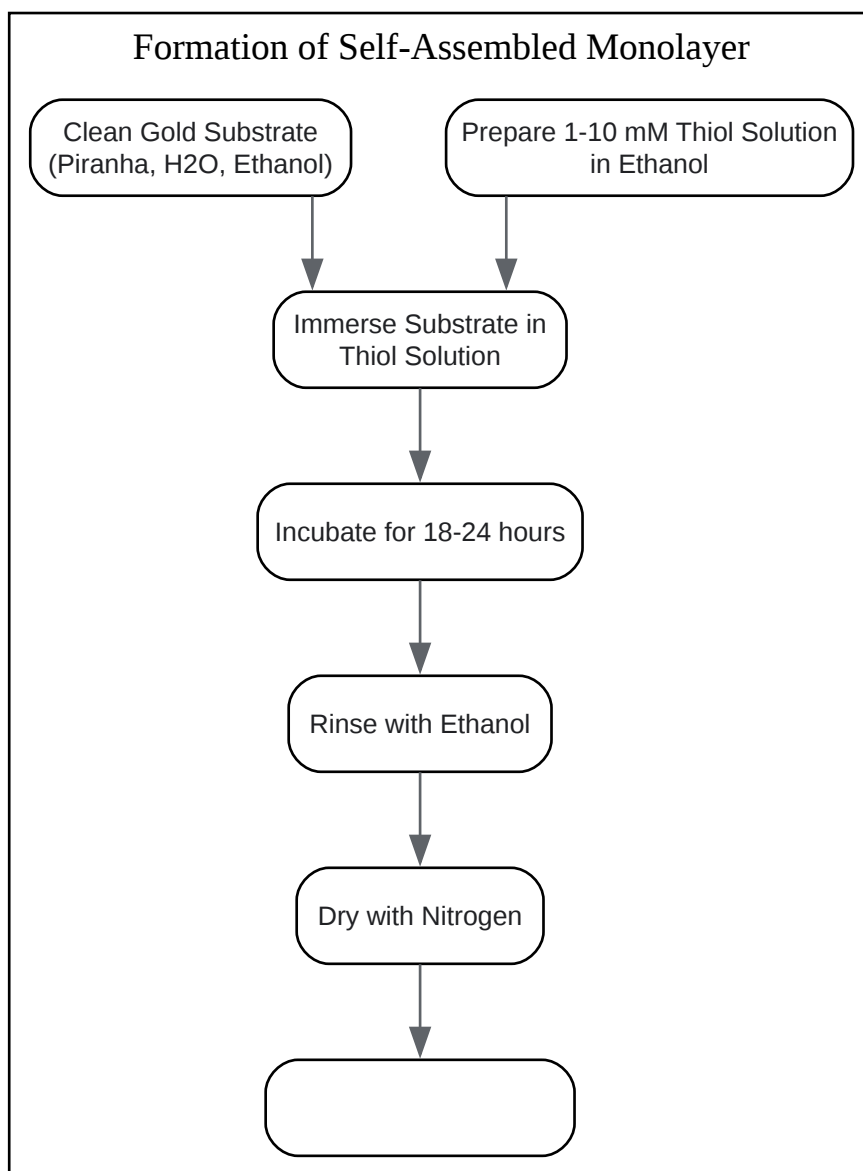 Formation of Self-Assembled Monolayer
Clean Gold Substrate
(Piranha, H2O, Ethanol)
Prepare 1-10 mM Thiol Solution
in Ethanol
Immerse Substrate in
Thiol Solution
Incubate for 18-24 hours
Rinse with Ethanol
Dry with Nitrogen